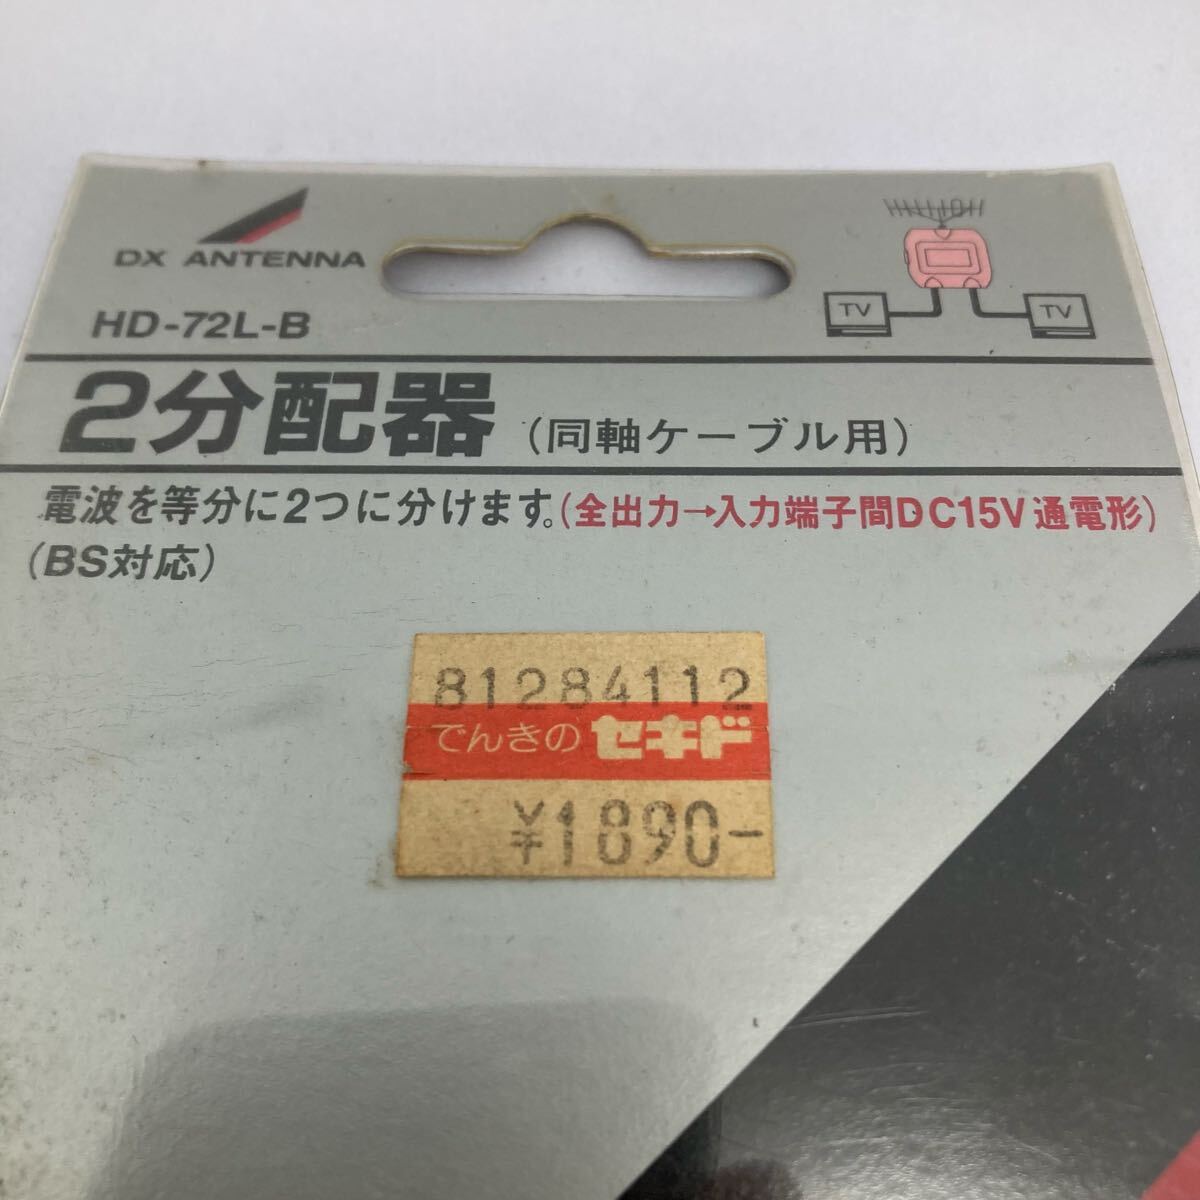 DX ANTENNA
HD-72L-B
TV
TV
2分配器（同軸ケーブル用）
電波を等分に2つに分けます。（全出力→入力端子間DC15V通電形）
（BS対応）
81284112
でんきのセキド
¥1890-